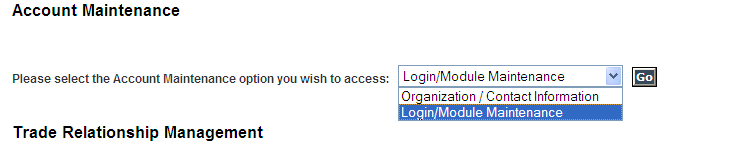 Account Maintenance
Please select the Account Maintenance option you wish to access: Login/Module Maintenance Go
Organization / Contact Information
Login/Module Maintenance
Trade Relationship Management